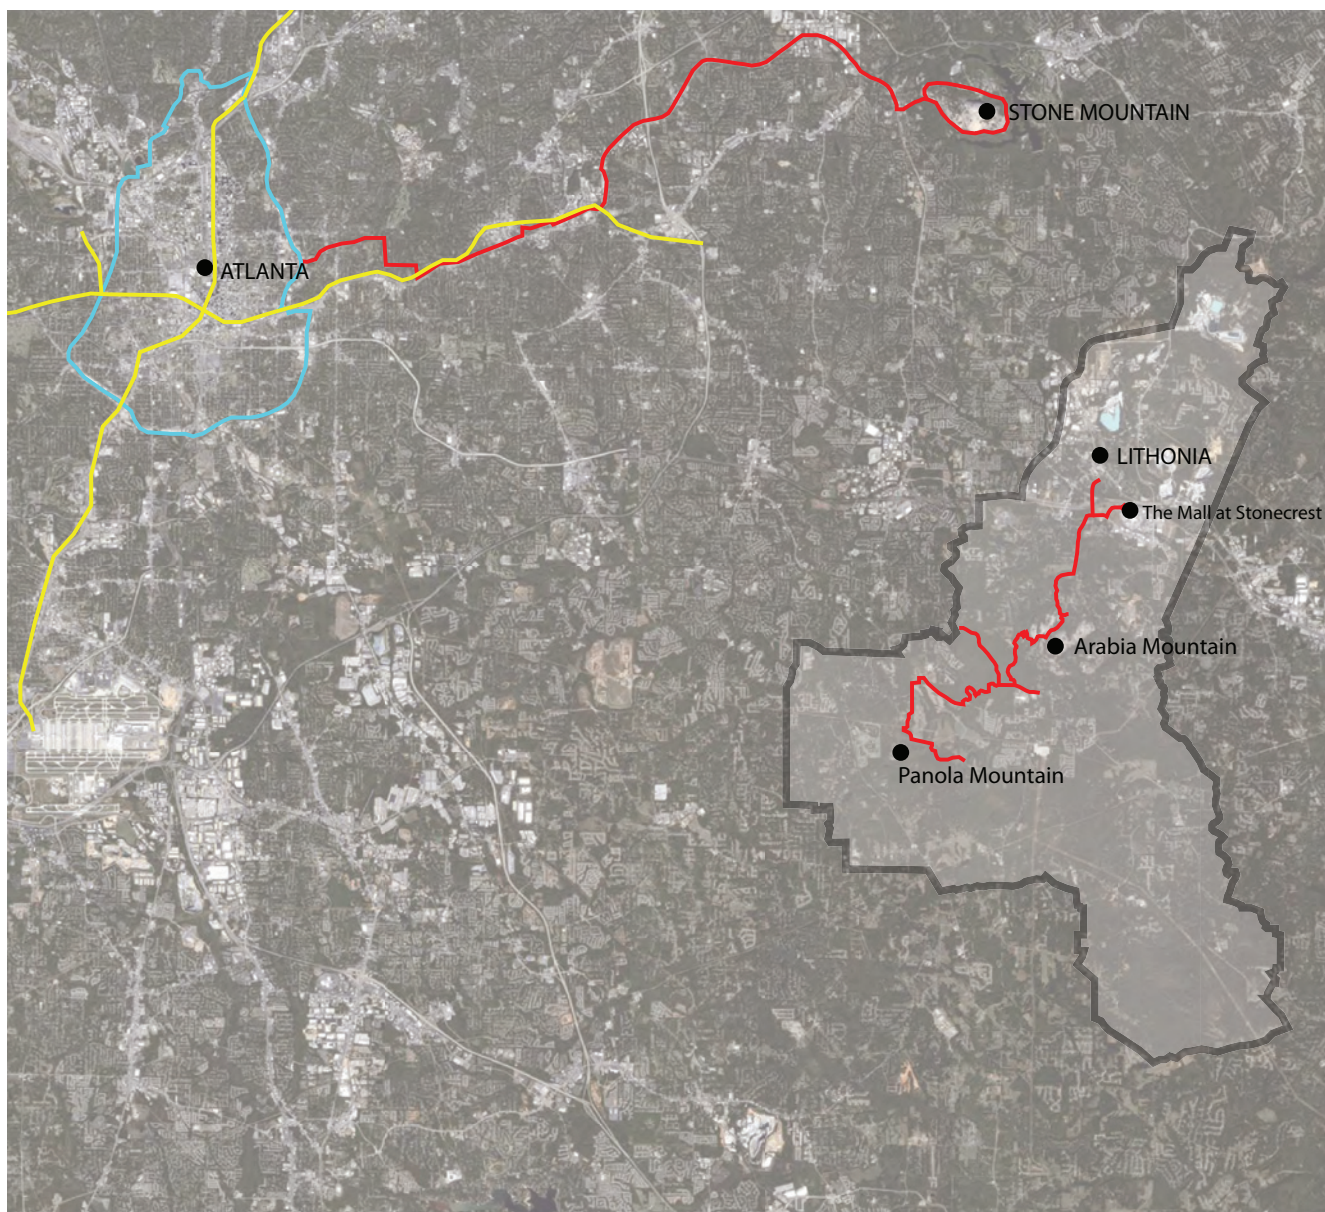 STONE MOUNTAIN
ATLANTA
LITHONIA
The Mall at Stonecrest
Arabia Mountain
Panola Mountain